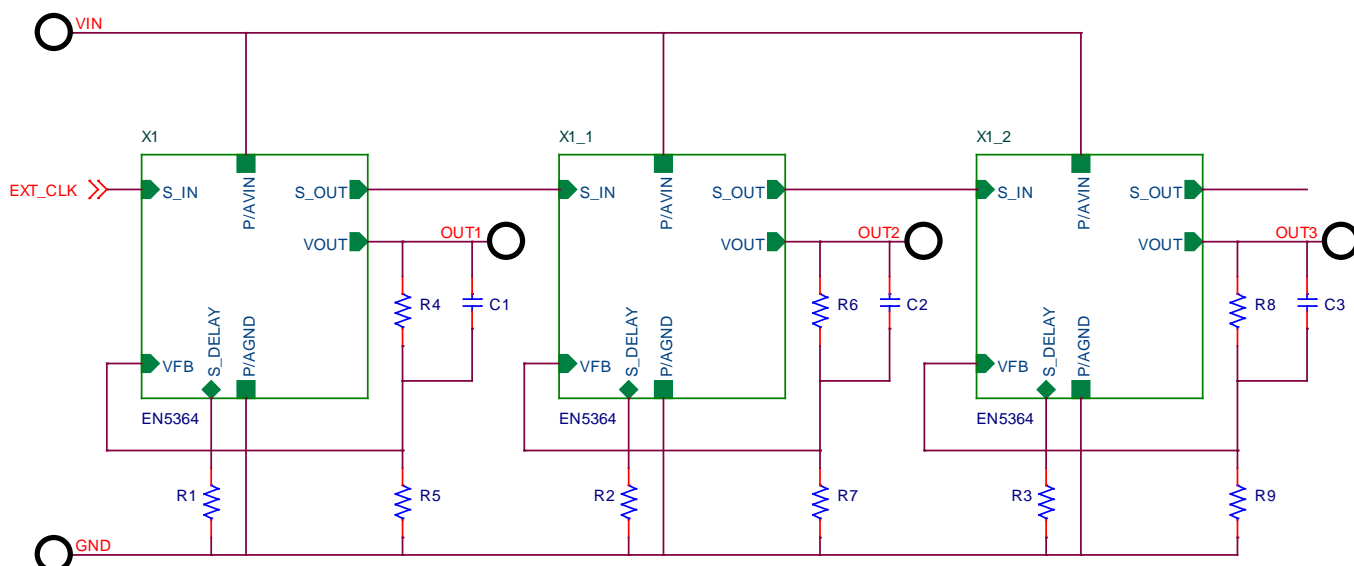 VIN
X1
X1_1
X1_2
EXT_CLK
S_IN
P/AVIN
S_OUT
S_IN
P/AVIN
S_OUT
S_IN
P/AVIN
S_OUT
VOUT
OUT1
VOUT
OUT2
VOUT
OUT3
R4
C1
R6
C2
R8
C3
VFB
S_DELAY
P/AGND
VFB
S_DELAY
P/AGND
VFB
S_DELAY
P/AGND
EN5364
EN5364
EN5364
R1
R5
R2
R7
R3
R9
GND